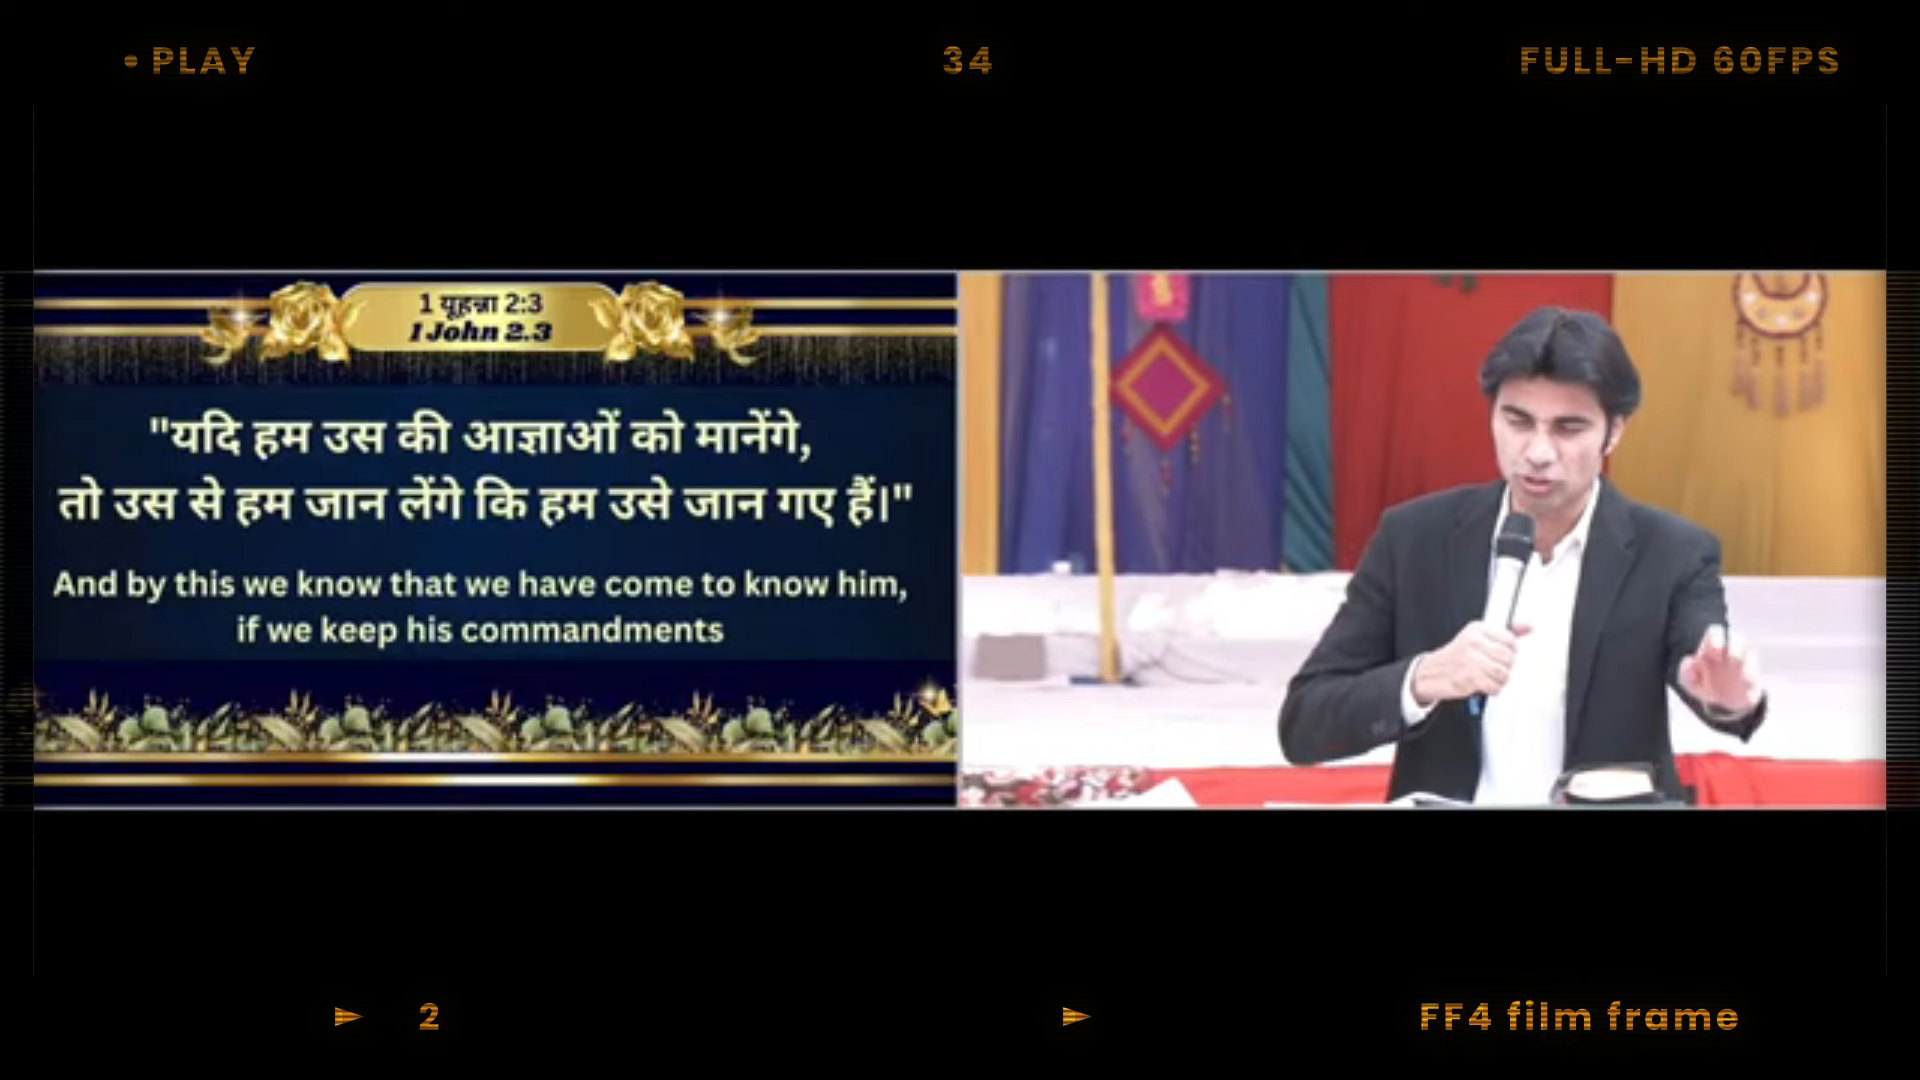 • PLAY
34
FULL-HD 60FPS
1 यूहन्ना 2:3
1 John 2.3
"यदि हम उस की आज्ञाओं को मानेंगे,
तो उस से हम जान लेंगे कि हम उसे जान गए हैं।"
And by this we know that we have come to know him,
if we keep his commandments
2
FF4 film frame